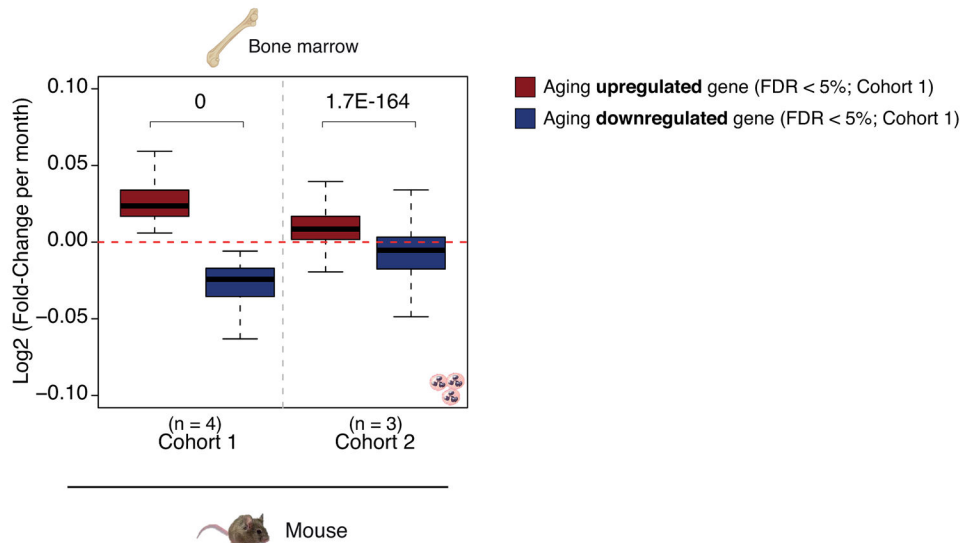 Bone marrow
Log2 (Fold-Change per month)
0.10
0.05
0.00
−0.05
−0.10
0
1.7E-164
Aging upregulated gene (FDR < 5%; Cohort 1)
Aging downregulated gene (FDR < 5%; Cohort 1)
(n = 4)
Cohort 1
(n = 3)
Cohort 2
Mouse